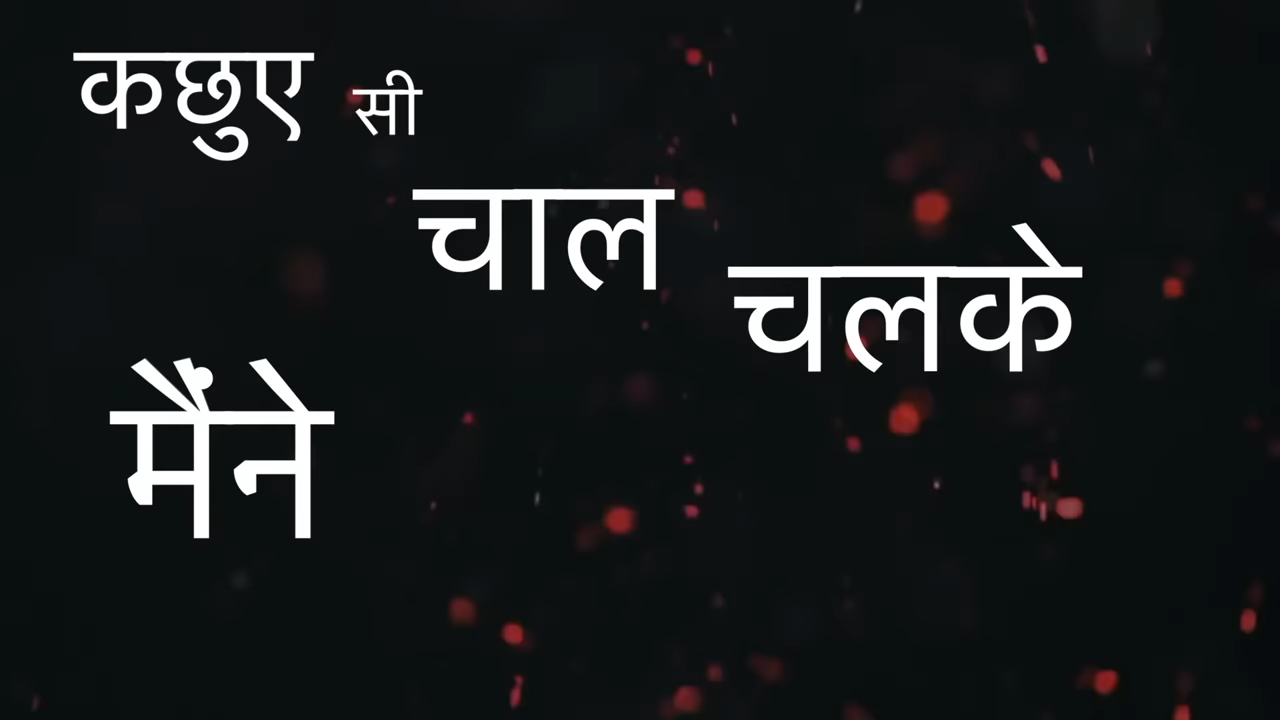 कछुए सी
चाल चलके
मैंने